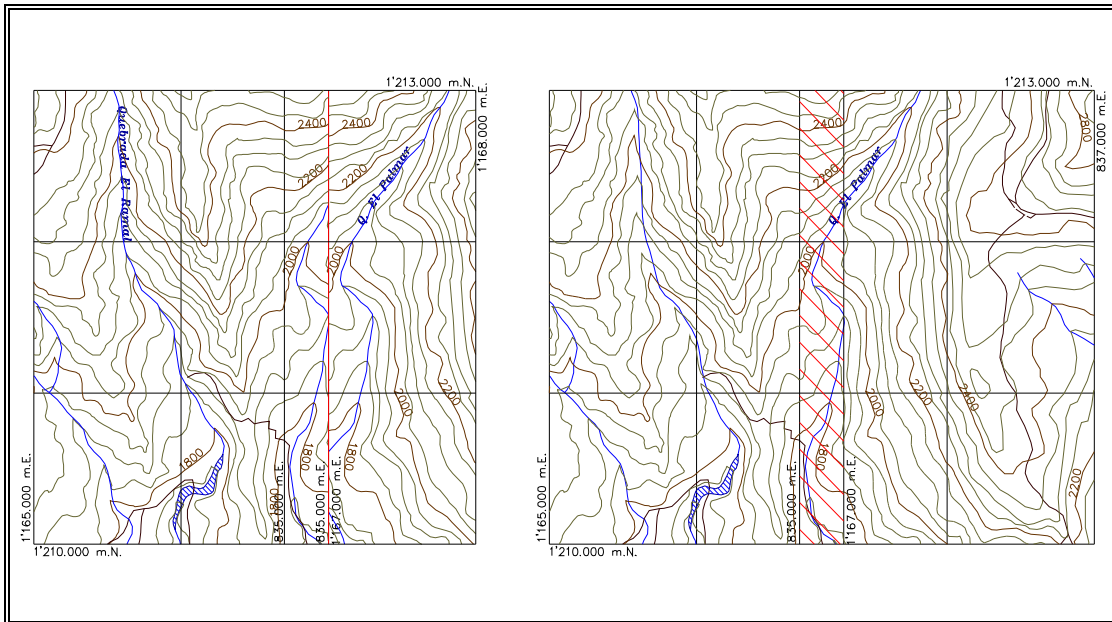 1'213.000 m.N.
1'168.000 m.E.
Quebrada El Ramal
2400
2400
2200
2200
Q. El Palmar
2000
2000
2000
2200
1800
1800
1800
1800
835.000 m.E.
835.000 m.E.
1'167.000 m.E.
1'165.000 m.E.
1'210.000 m.N.
1'213.000 m.N.
837.000 m.E.
2800
2400
2200
Q. El Palmar
2000
2000
2200
2400
1800
2200
835.000 m.E.
1'167.000 m.E.
1'165.000 m.E.
1'210.000 m.N.